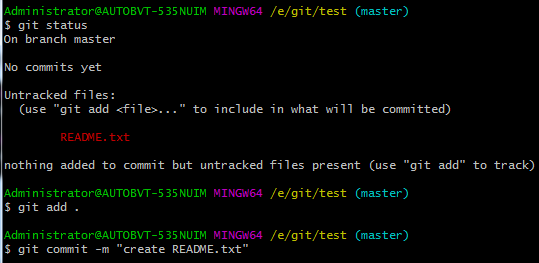 Administrator@AUTOBVT-535NUIM MINGW64 /e/git/test (master)
$ git status
On branch master
No commits yet
Untracked files:
(use "git add <file>..." to include in what will be committed)
README.txt
nothing added to commit but untracked files present (use "git add" to track)
Administrator@AUTOBVT-535NUIM MINGW64 /e/git/test (master)
$ git add .
Administrator@AUTOBVT-535NUIM MINGW64 /e/git/test (master)
$ git commit -m "create README.txt"